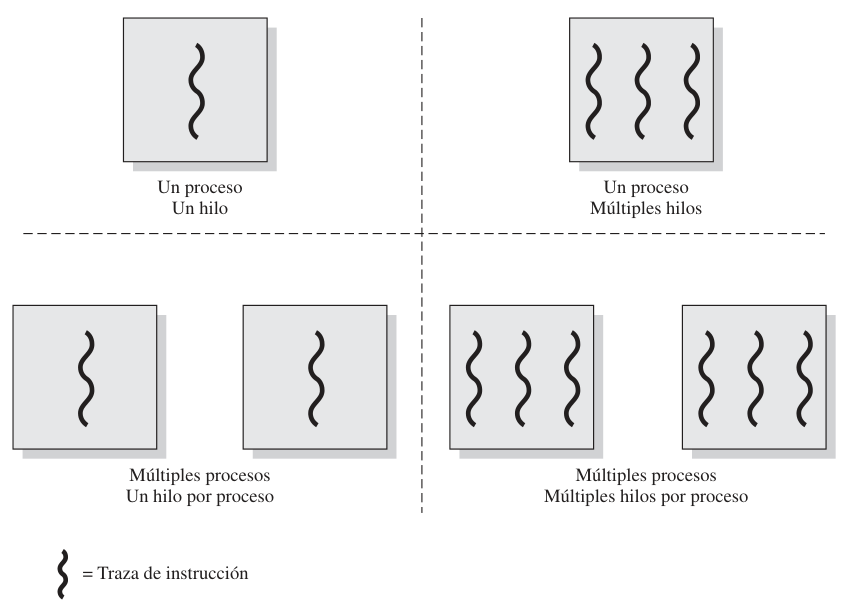 Un proceso
Un hilo
Un proceso
Múltiples hilos
Múltiples procesos
Un hilo por proceso
Múltiples procesos
Múltiples hilos por proceso
= Traza de instrucción